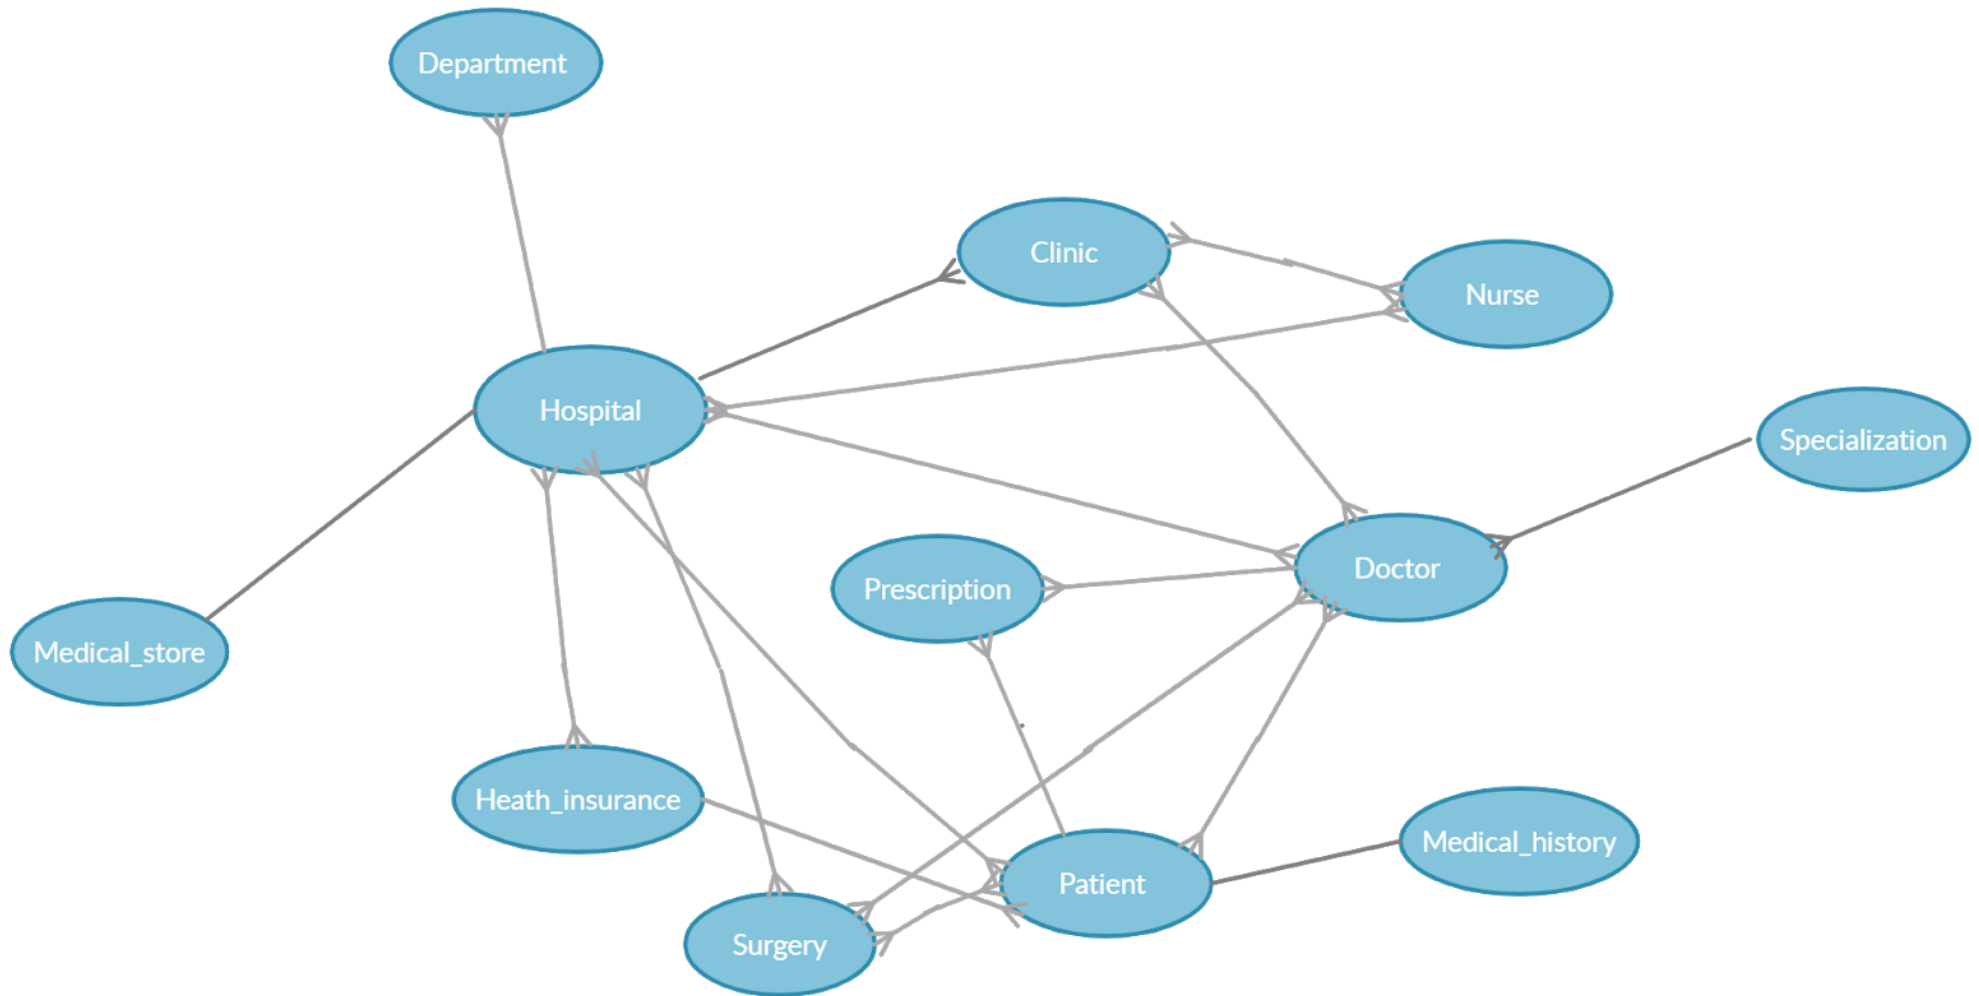 Department
Clinic
Nurse
Hospital
Specialization
Doctor
Prescription
Medical_store
Heath_insurance
Medical_history
Patient
Surgery